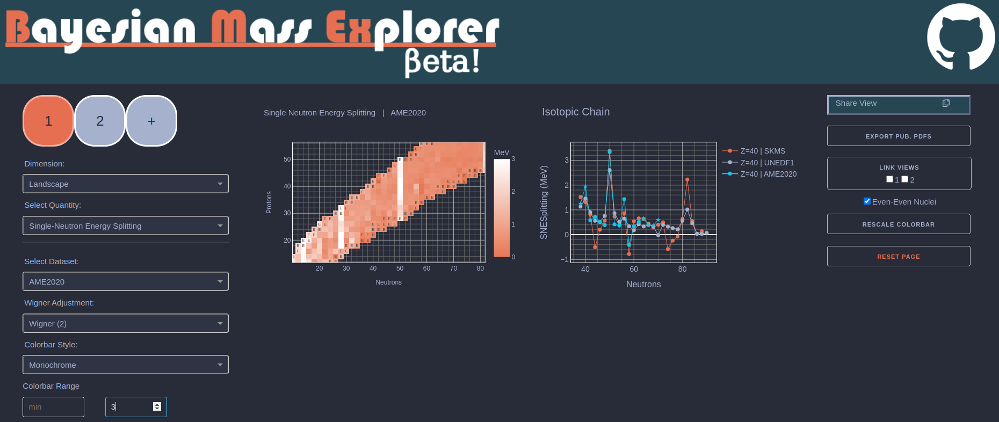 Bayesian Mass Explorer
βeta!
1
2
+
Dimension:
Landscape
Select Quantity:
Single-Neutron Energy Splitting
Select Dataset:
AME2020
Wigner Adjustment:
Wigner (2)
Colorbar Style:
Monochrome
Colorbar Range
min
3
Single Neutron Energy Splitting | AME2020
Protons
50
40
30
20
20 30 40 50 60 70 80
Neutrons
MeV
3
2
1
0
Isotopic Chain
SNESplitting (MeV)
3
2
1
0
−1
40 60 80
Neutrons
Z=40 | SKMS
Z=40 | UNEDF1
Z=40 | AME2020
Share View
EXPORT PUB. PDFS
LINK VIEWS
1 2
Even-Even Nuclei
RESCALE COLORBAR
RESET PAGE